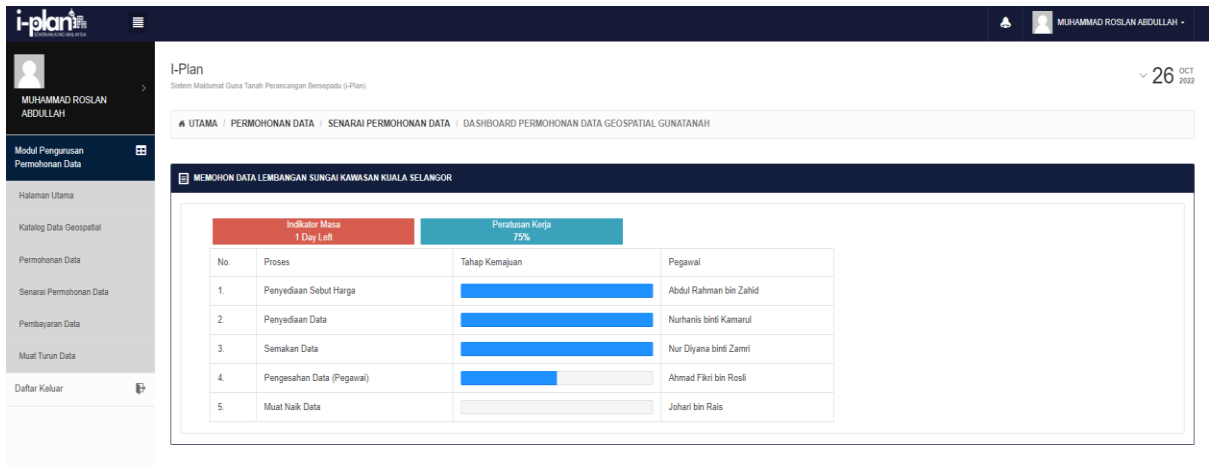 i-plan
SEMENANJUNG MALAYSIA
MUHAMMAD ROSLAN ABDULLAH
MUHAMMAD ROSLAN
ABDULLAH
I-Plan
Sistem Maklumat Guna Tanah Perancangan Bersepadu (i-Plan)
26 OCT 2022
UTAMA / PERMOHONAN DATA / SENARAI PERMOHONAN DATA / DASHBOARD PERMOHONAN DATA GEOSPATIAL GUNATANAH
Modul Pengurusan
Permohonan Data
Halaman Utama
Katalog Data Geospatial
Permohonan Data
Senarai Permohonan Data
Pembayaran Data
Muat Turun Data
Daftar Keluar
MEMOHON DATA LEMBANGAN SUNGAI KAWASAN KUALA SELANGOR
Indikator Masa
1 Day Left
Peratusan Kerja
75%
No. Proses Tahap Kemajuan Pegawai
1. Penyediaan Sebut Harga Abdul Rahman bin Zahid
2. Penyediaan Data Nurhanis binti Kamarul
3. Semakan Data Nur Diyana binti Zamri
4. Pengesahan Data (Pegawai) Ahmad Fikri bin Rosli
5. Muat Naik Data Johari bin Rais